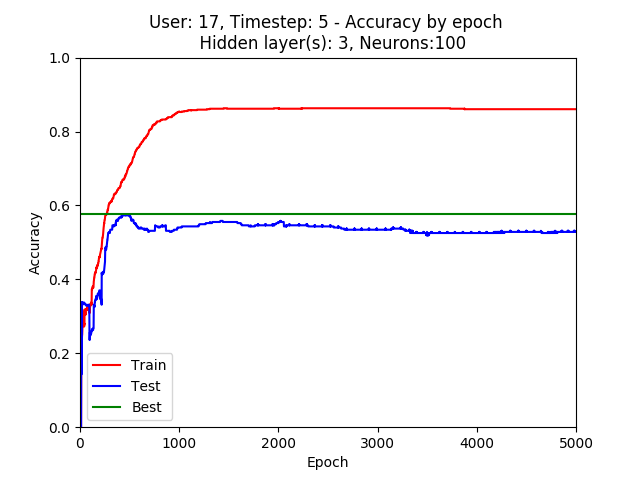 User: 17, Timestep: 5 - Accuracy by epoch
Hidden layer(s): 3, Neurons:100
1.0
0.8
0.6
0.4
0.2
0.0
Accuracy
Train
Test
Best
0 1000 2000 3000 4000 5000
Epoch